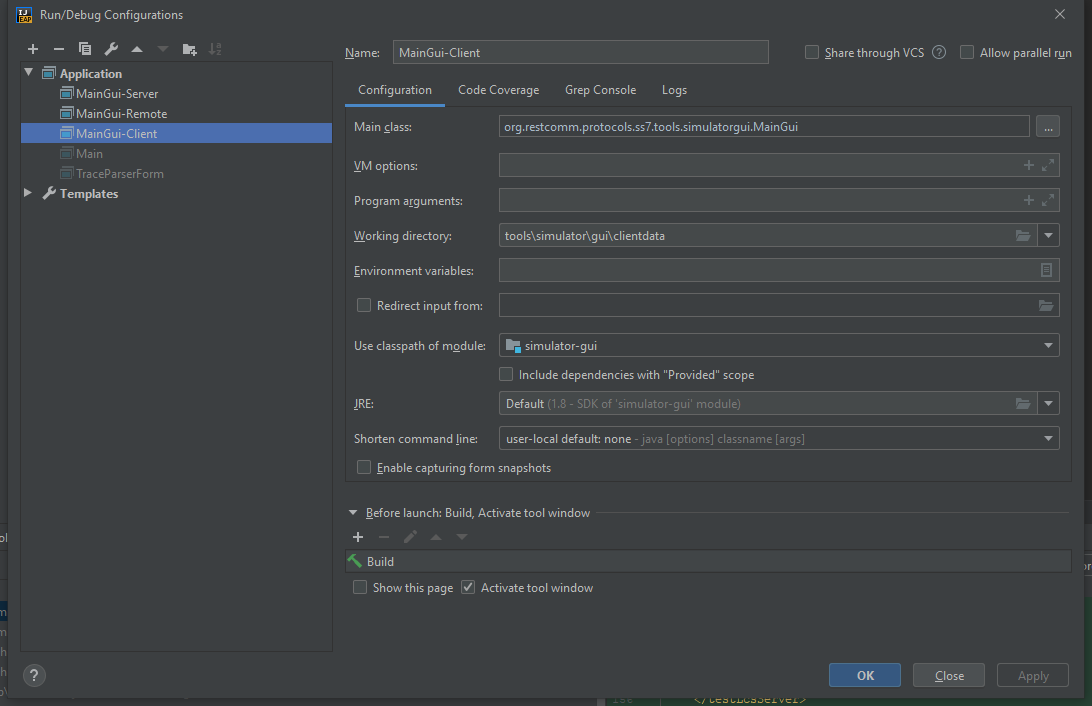 IJ
EAP
Run/Debug Configurations
Application
MainGui-Server
MainGui-Remote
MainGui-Client
Main
TraceParserForm
Templates
Name: MainGui-Client
Share through VCS ?
Allow parallel run
Configuration Code Coverage Grep Console Logs
Main class: org.restcomm.protocols.ss7.tools.simulatorgui.MainGui ...
VM options:
Program arguments:
Working directory: tools\simulator\gui\clientdata
Environment variables:
Redirect input from:
Use classpath of module: simulator-gui
Include dependencies with "Provided" scope
JRE: Default (1.8 - SDK of 'simulator-gui' module)
Shorten command line: user-local default: none - java [options] classname [args]
Enable capturing form snapshots
Before launch: Build, Activate tool window
Build
Show this page Activate tool window
? OK Close Apply
</testLcsServer>